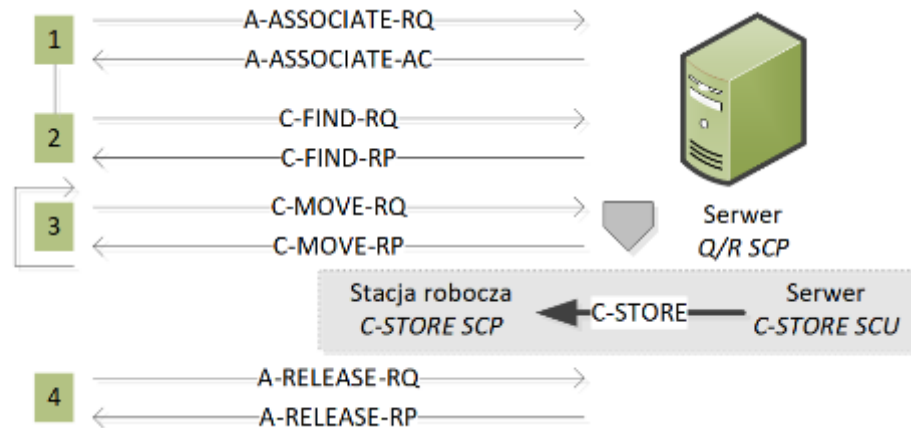 1
A-ASSOCIATE-RQ
A-ASSOCIATE-AC
2
C-FIND-RQ
C-FIND-RP
3
C-MOVE-RQ
C-MOVE-RP
Serwer
Q/R SCP
Stacja robocza
C-STORE SCP
C-STORE
Serwer
C-STORE SCU
4
A-RELEASE-RQ
A-RELEASE-RP